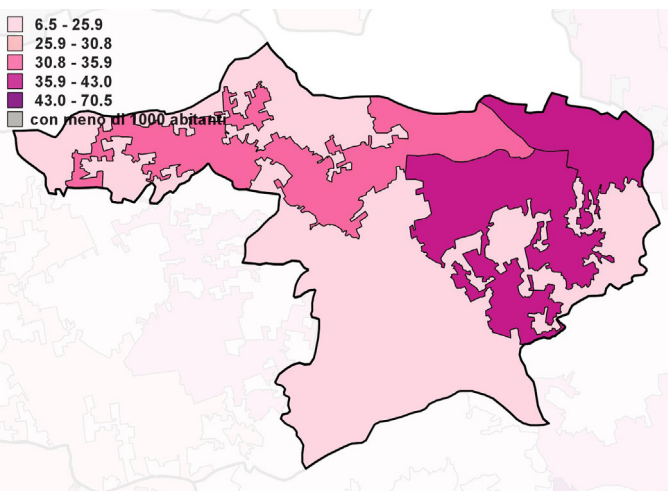 6.5 - 25.9
25.9 - 30.8
30.8 - 35.9
35.9 - 43.0
43.0 - 70.5
con meno di 1000 abitanti